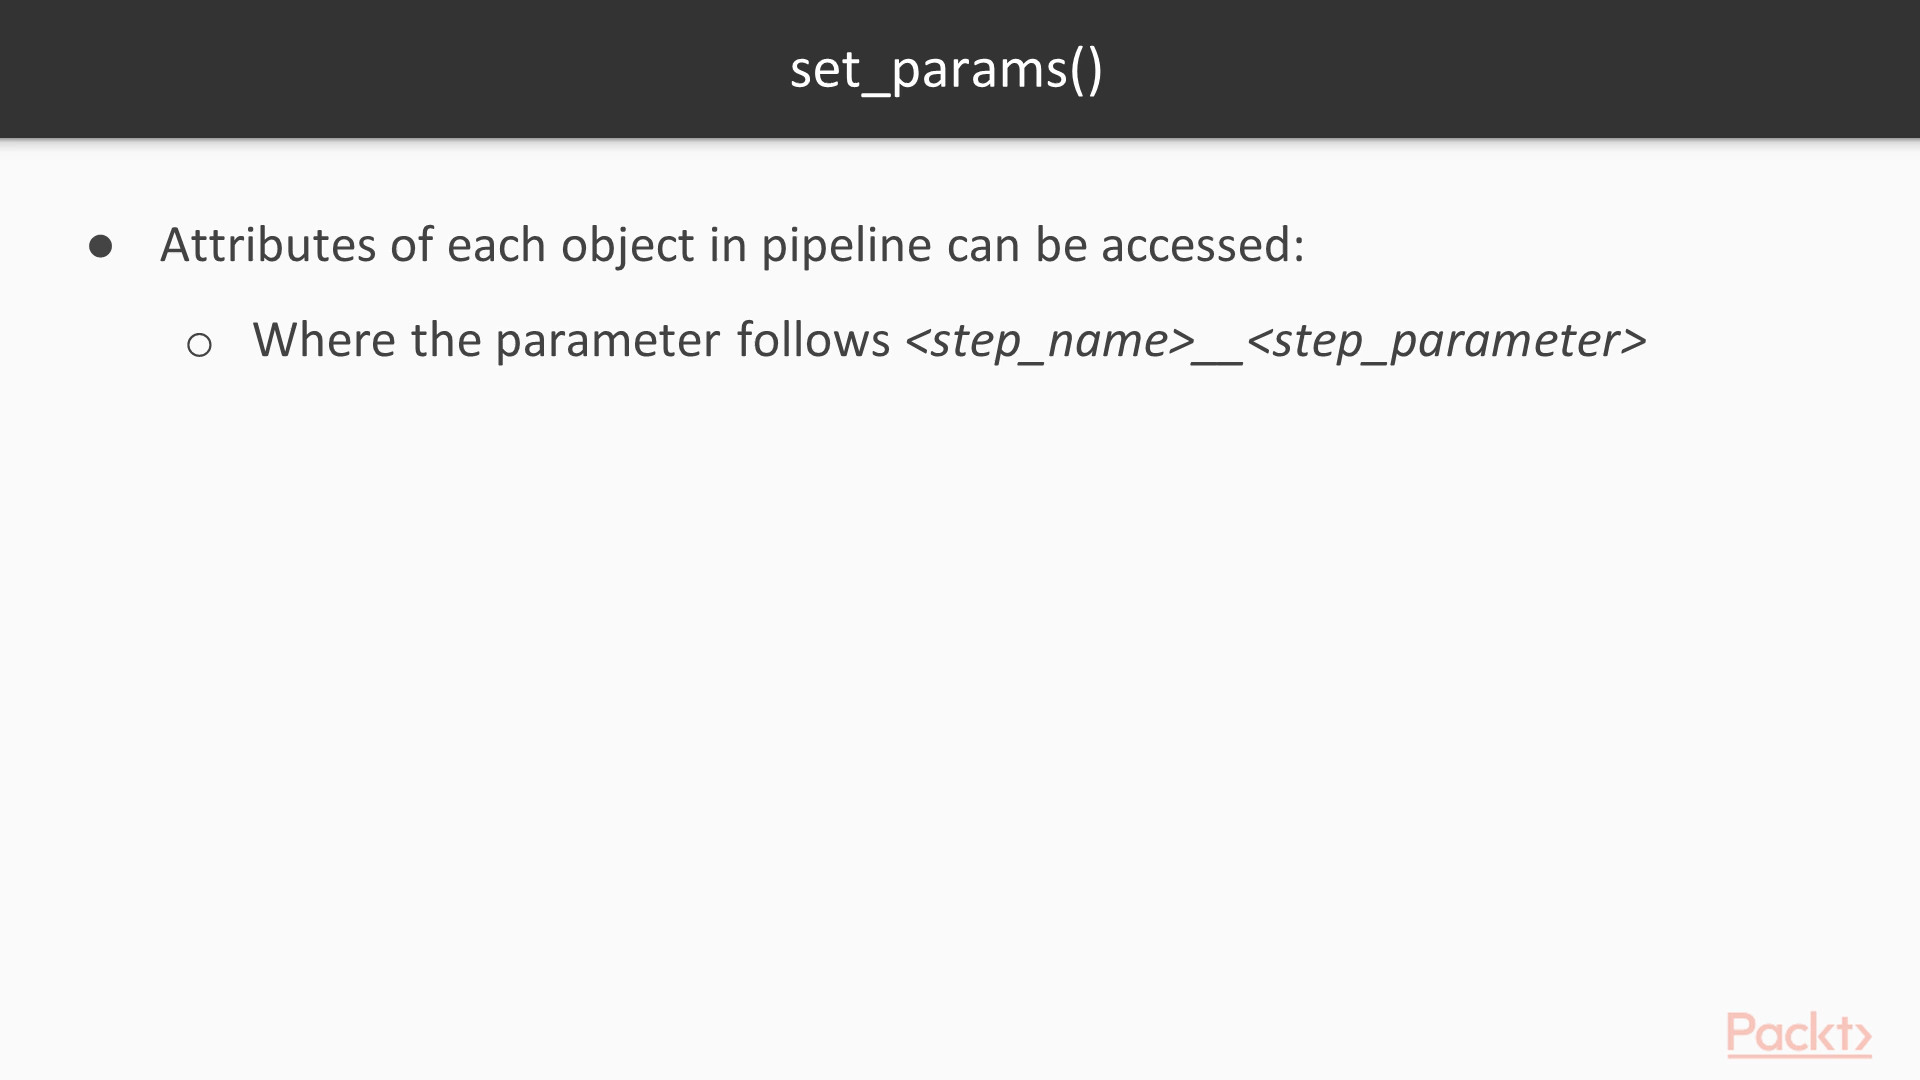 set_params()
● Attributes of each object in pipeline can be accessed:
○ Where the parameter follows <step_name>__<step_parameter>
Packt>